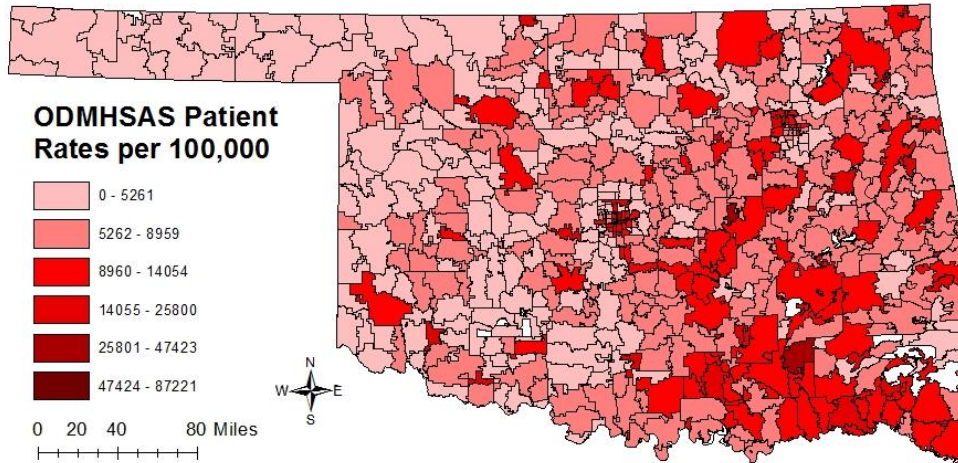 ODMHSAS Patient
Rates per 100,000
0 - 5261
5262 - 8959
8960 - 14054
14055 - 25800
25801 - 47423
47424 - 87221
N
W E
S
0 20 40 80 Miles